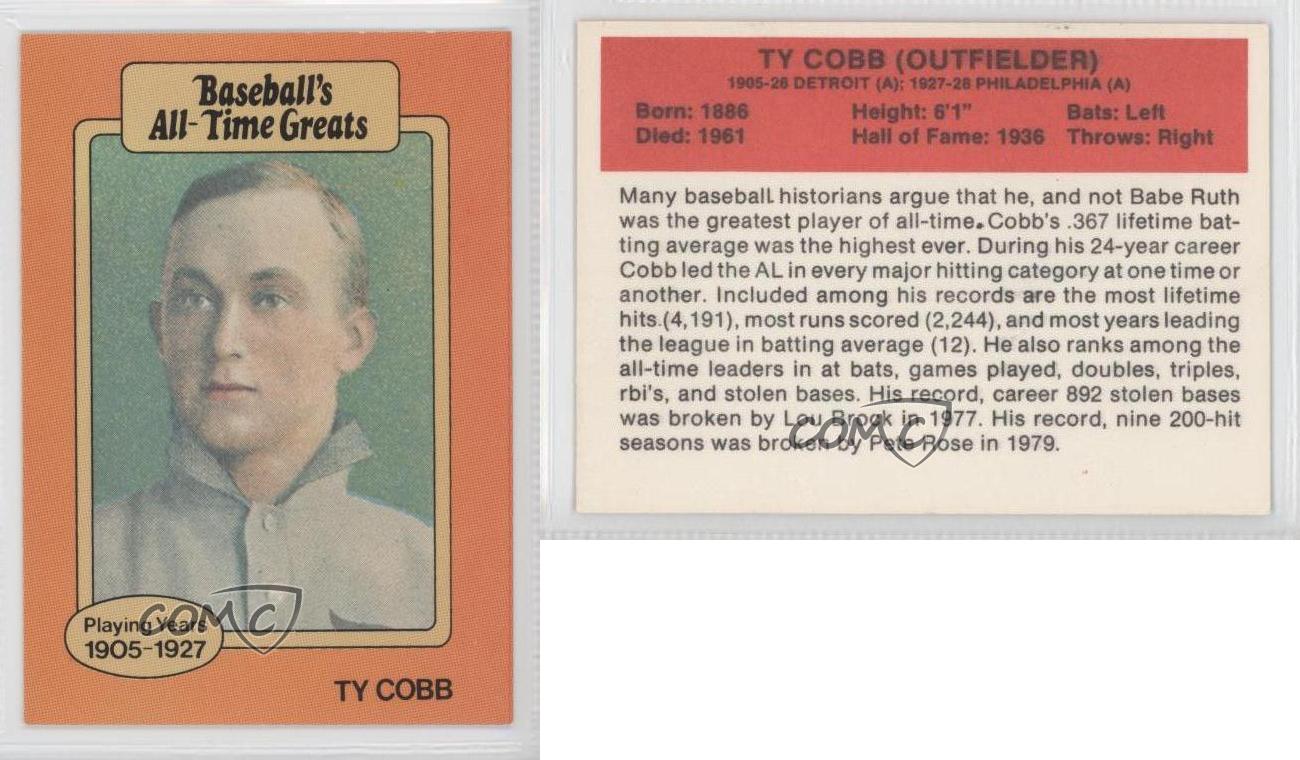 Baseball's
All-Time Greats
Playing Years
1905-1927
TY COBB
COMC
TY COBB (OUTFIELDER)
1905-26 DETROIT (A); 1927-28 PHILADELPHIA (A)
Born: 1886 Height: 6'1" Bats: Left
Died: 1961 Hall of Fame: 1936 Throws: Right
Many baseball historians argue that he, and not Babe Ruth
was the greatest player of all-time. Cobb's .367 lifetime bat-
ting average was the highest ever. During his 24-year career
Cobb led the AL in every major hitting category at one time or
another. Included among his records are the most lifetime
hits.(4,191), most runs scored (2,244), and most years leading
the league in batting average (12). He also ranks among the
all-time leaders in at bats, games played, doubles, triples,
rbi's, and stolen bases. His record, career 892 stolen bases
was broken by Lou Brock in 1977. His record, nine 200-hit
seasons was broken by Pete Rose in 1979.
COMC